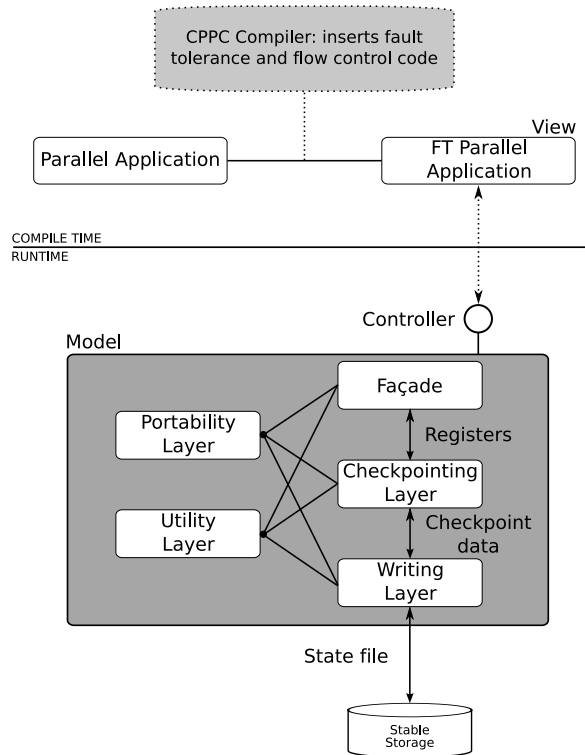 CPPC Compiler: inserts fault
tolerance and flow control code
View
Parallel Application
FT Parallel
Application
COMPILE TIME
RUNTIME
Controller
Model
Façade
Portability
Layer
Registers
Checkpointing
Layer
Utility
Layer
Checkpoint
data
Writing
Layer
State file
Stable
Storage